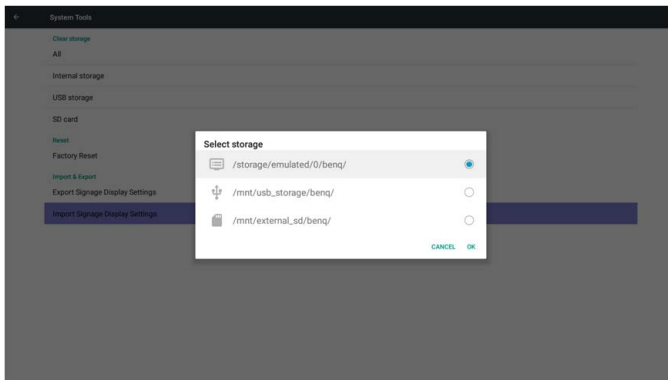 System Tools
Clear storage
All
Internal storage
USB storage
SD card
Reset
Factory Reset
Import & Export
Export Signage Display Settings
Import Signage Display Settings
Select storage
/storage/emulated/0/benq/
/mnt/usb_storage/benq/
/mnt/external_sd/benq/
CANCEL OK